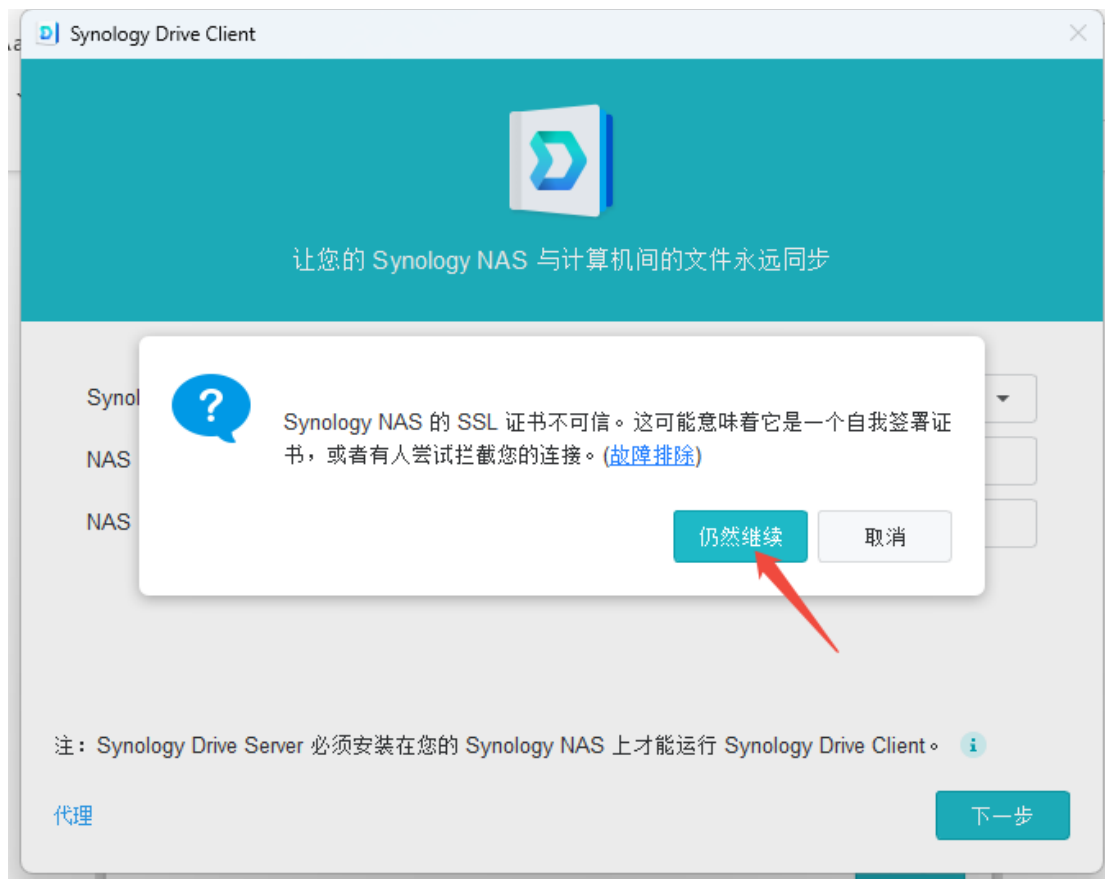 Synology Drive Client
让您的 Synology NAS 与计算机间的文件永远同步
Synol
Synology NAS 的 SSL 证书不可信。这可能意味着它是一个自我签署证
书，或者有人尝试拦截您的连接。(故障排除)
NAS
NAS
仍然继续 取消
注：Synology Drive Server 必须安装在您的 Synology NAS 上才能运行 Synology Drive Client。
代理 下一步